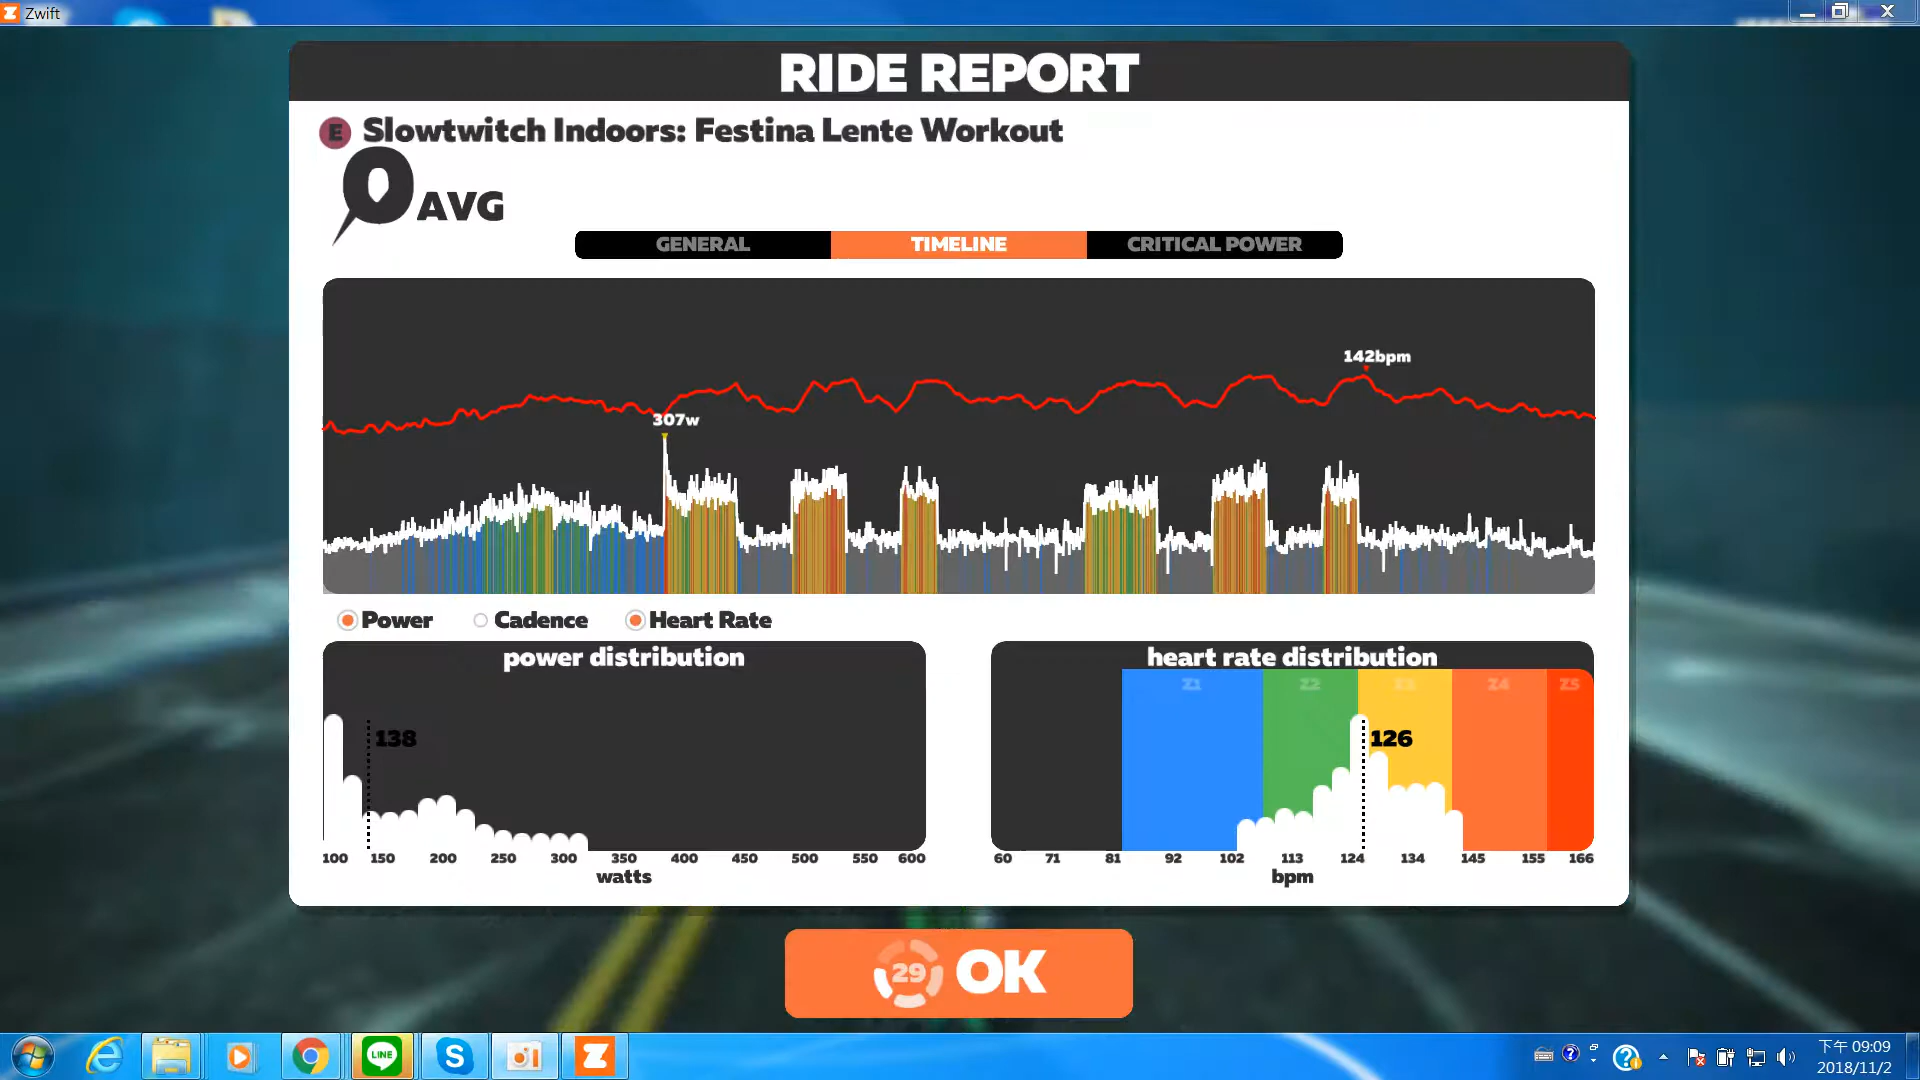 Zwift
RIDE REPORT
E Slowtwitch Indoors: Festina Lente Workout
0 AVG
GENERAL TIMELINE CRITICAL POWER
142bpm
307w
Power Cadence Heart Rate
power distribution
138
100 150 200 250 300 350 400 450 500 550 600
watts
heart rate distribution
Z1 Z2 Z3 Z4 Z5
126
60 71 81 92 102 113 124 134 145 155 166
bpm
29 OK
LINE
下午 09:09
2018/11/2